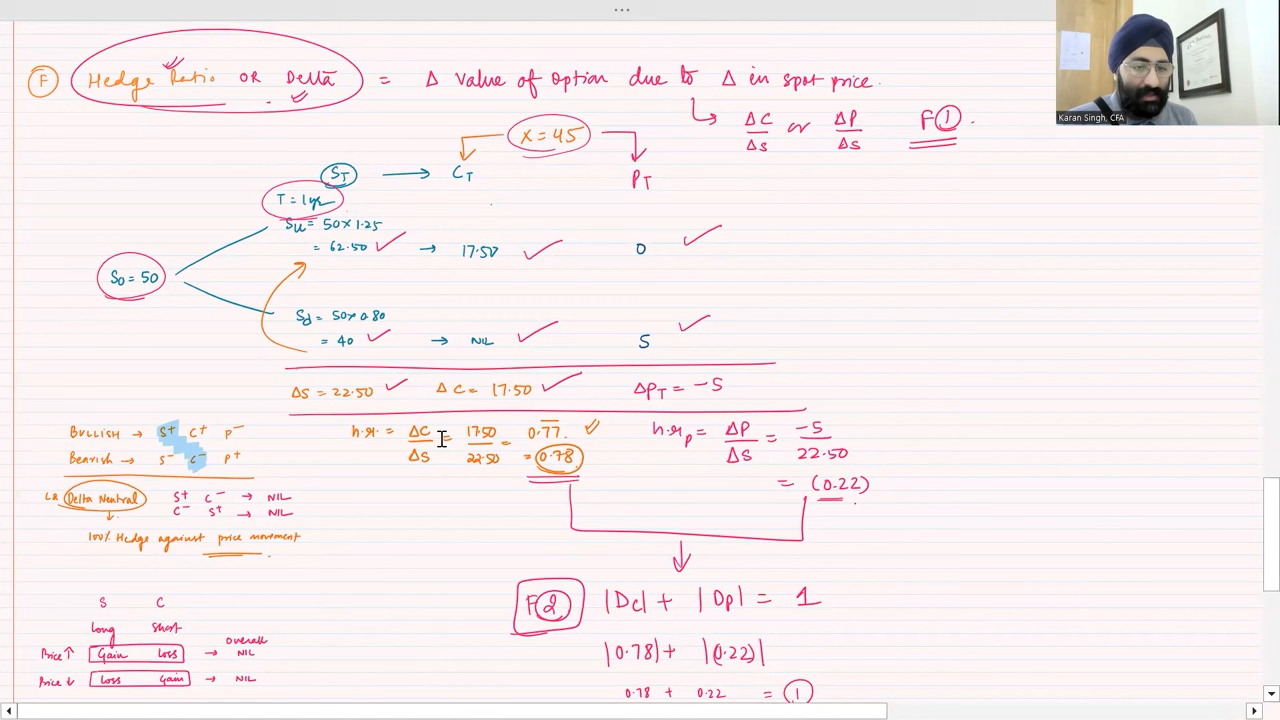 F Hedge Ratio OR Delta = Δ value of option due to Δ in spot price.
ΔC/ΔS or ΔP/ΔS F①.
Karan Singh, CFA
X = 45
S_T → C_T P_T
T = 1yr
Su = 50 × 1.25
= 62.50 → 17.50 0
S₀ = 50
Sd = 50 × 0.80
= 40 → NIL 5
ΔS = 22.50 ΔC = 17.50 ΔP_T = -5
h.r. = ΔC/ΔS = 17.50/22.50 = 0.77
= 0.78
h.r_p = ΔP/ΔS = -5/22.50
= (0.22)
BULLISH → S+ C+ P-
Bearish → S- C- P+
Delta Neutral S+ C- → NIL
C- S+ → NIL
100% Hedge against price movement
F② |Dc| + |Dp| = 1
|0.78| + |(0.22)|
0.78 + 0.22 = ①
S C
long short
overall
Price ↑ Gain Loss → NIL
Price ↓ Loss Gain → NIL